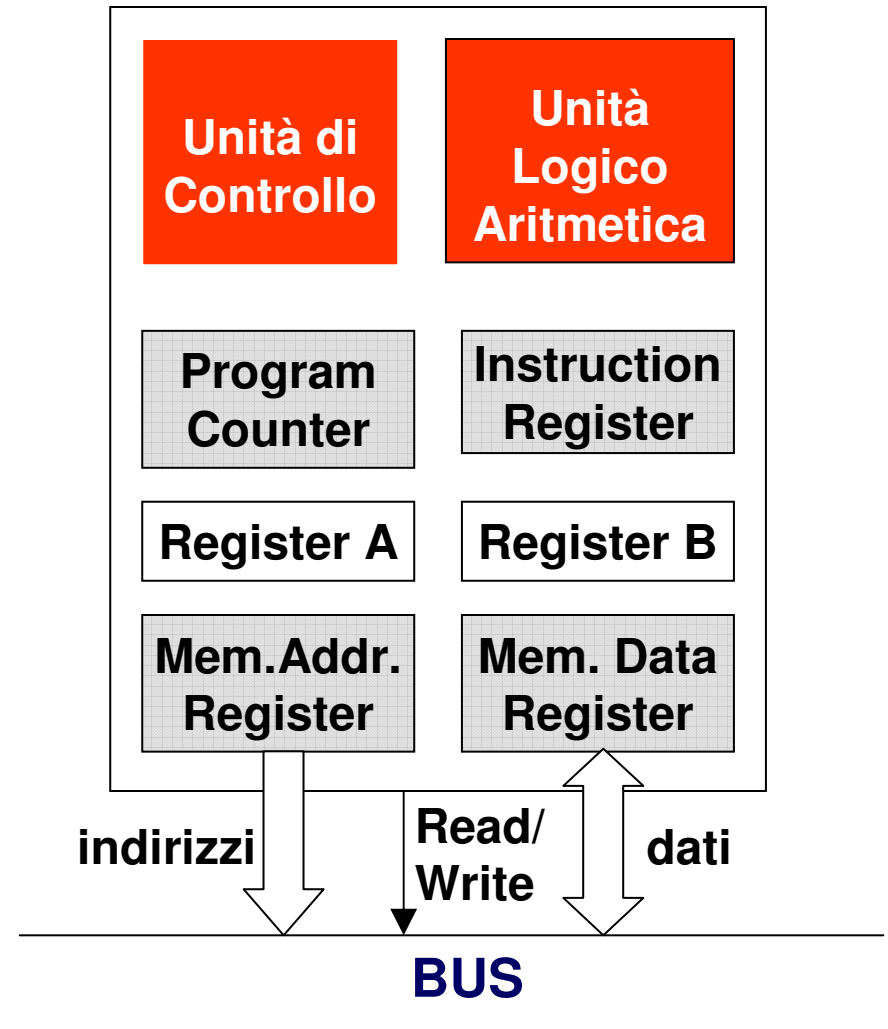 Unità di
Controllo
Unità
Logico
Aritmetica
Program
Counter
Instruction
Register
Register A
Register B
Mem.Addr.
Register
Mem. Data
Register
indirizzi
Read/
Write
dati
BUS